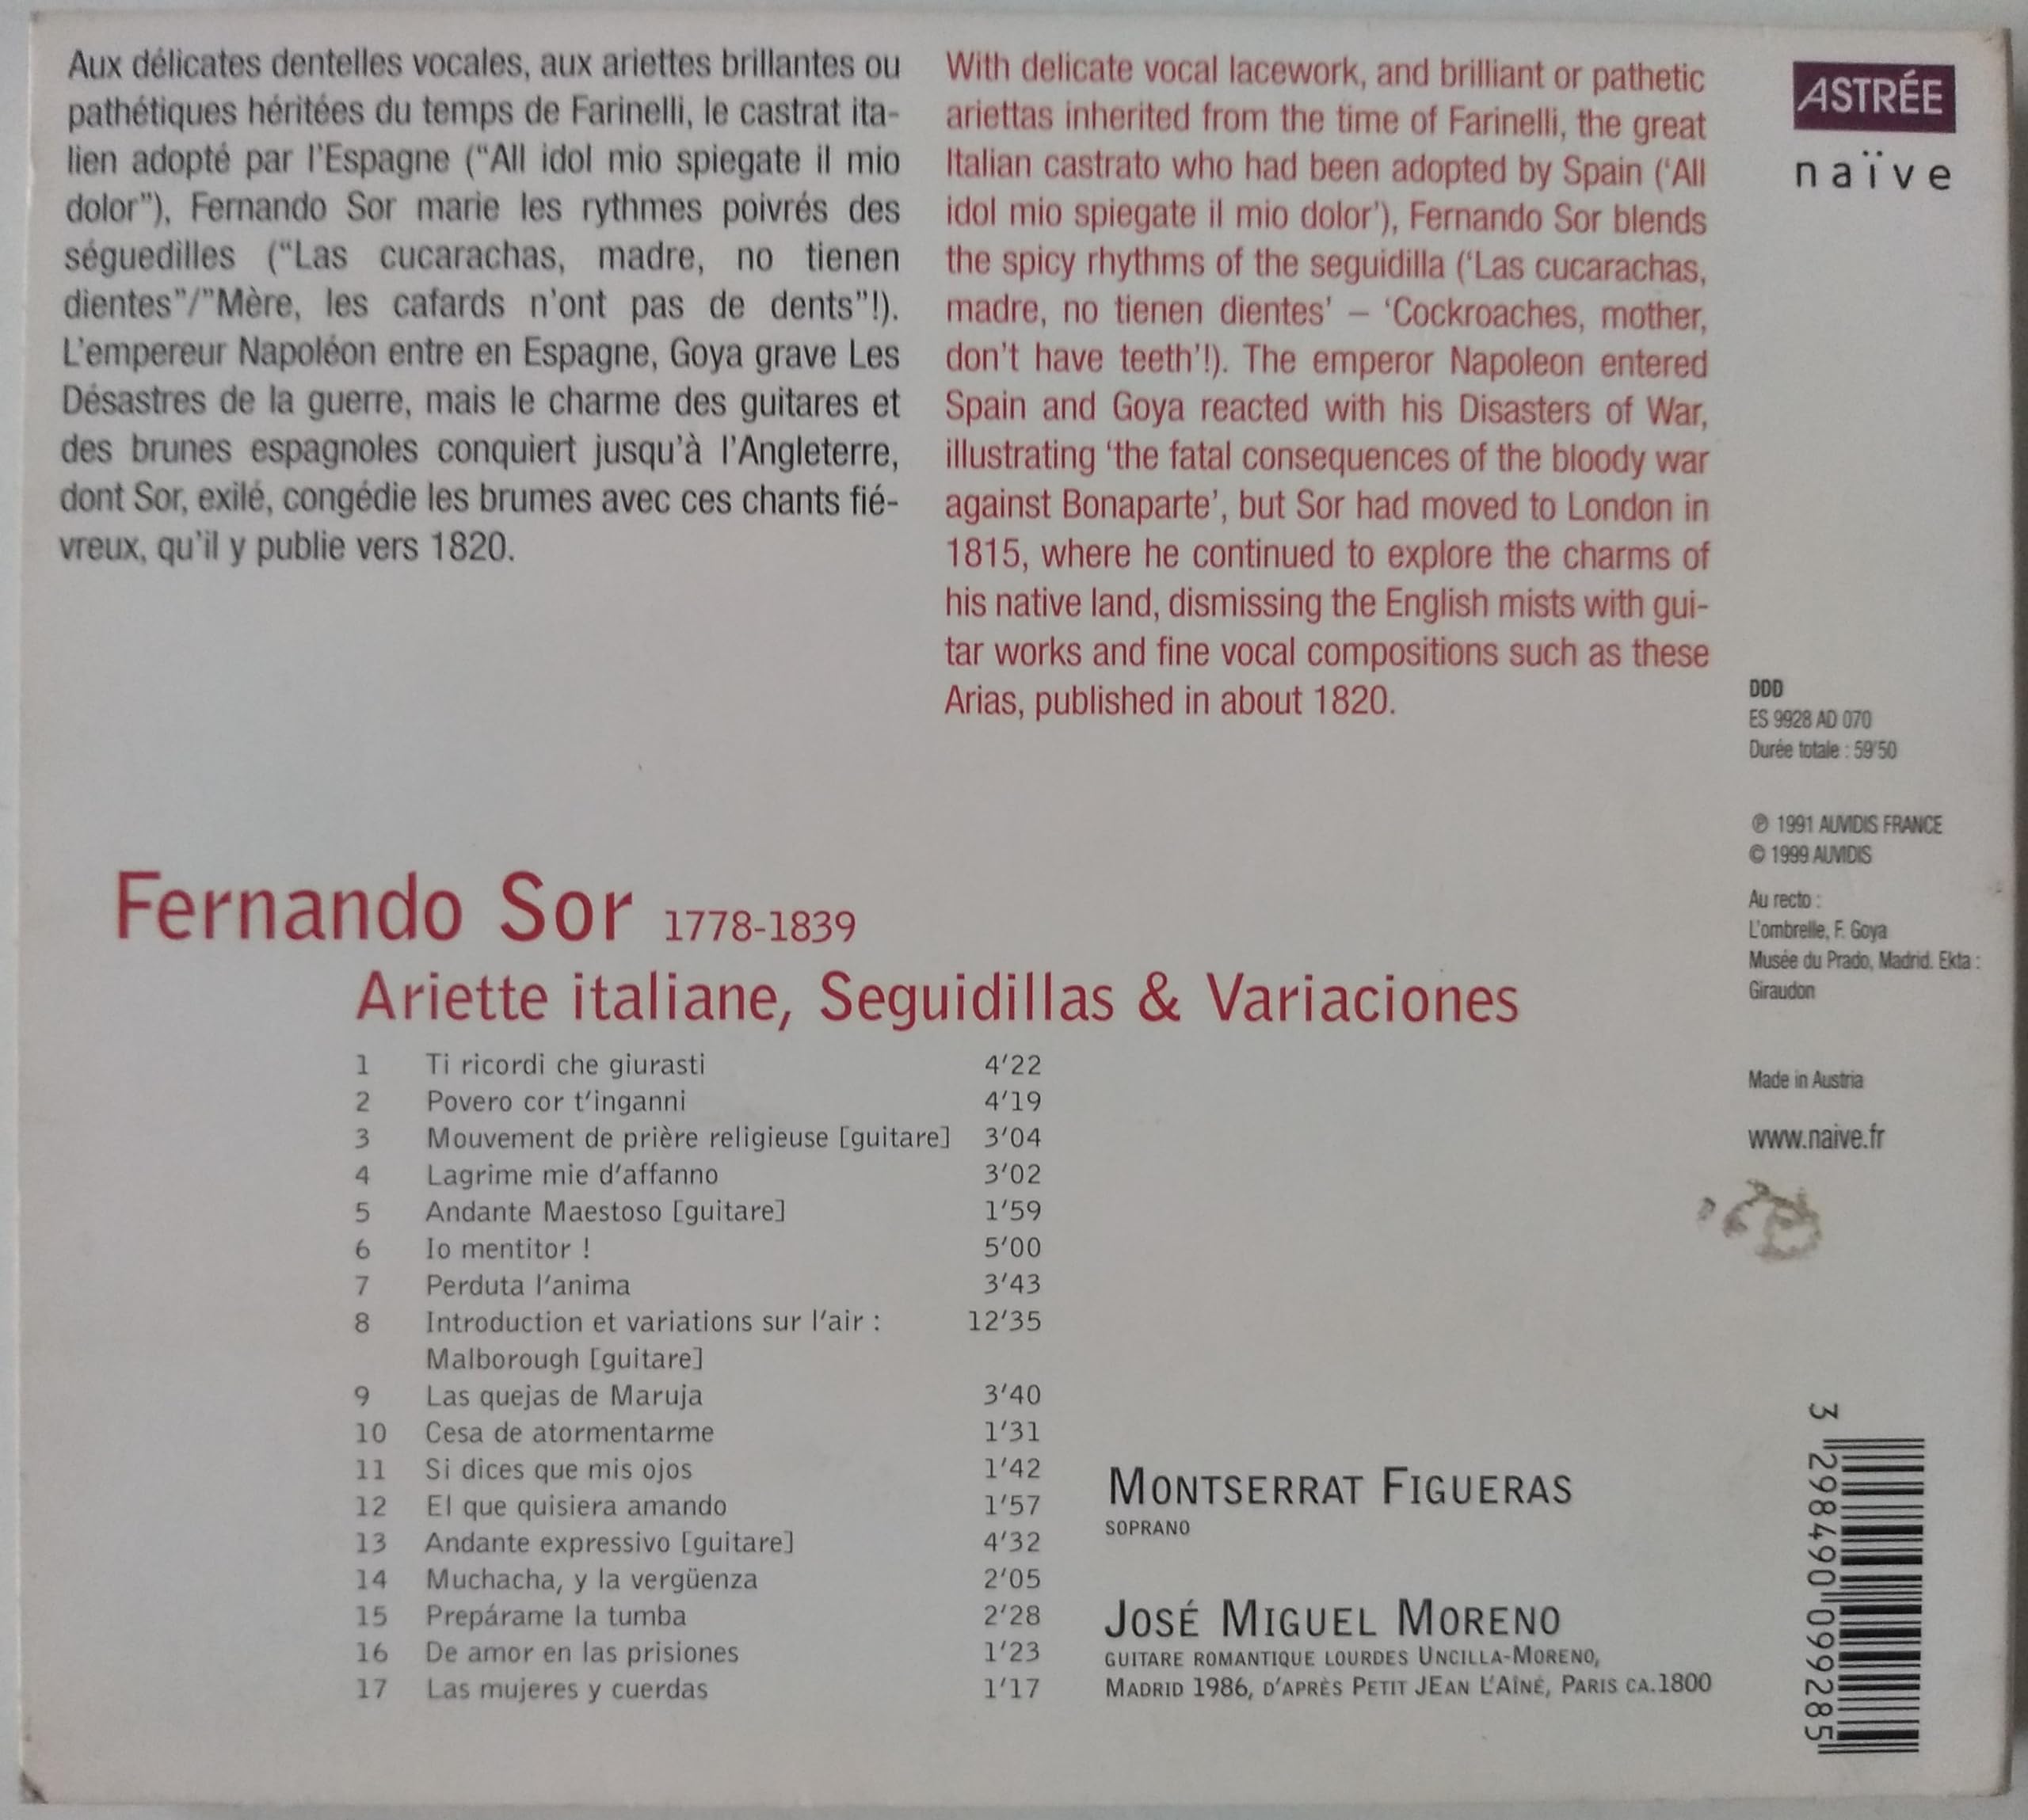 Aux délicates dentelles vocales, aux ariettes brillantes ou
pathétiques héritées du temps de Farinelli, le castrat ita-
lien adopté par l'Espagne (“All idol mio spiegate il mio
dolor”), Fernando Sor marie les rythmes poivrés des
séguedilles (“Las cucarachas, madre, no tienen
dientes”/”Mère, les cafards n'ont pas de dents”!).
L'empereur Napoléon entre en Espagne, Goya grave Les
Désastres de la guerre, mais le charme des guitares et
des brunes espagnoles conquiert jusqu'à l'Angleterre,
dont Sor, exilé, congédie les brumes avec ces chants fié-
vreux, qu'il y publie vers 1820.
With delicate vocal lacework, and brilliant or pathetic
ariettas inherited from the time of Farinelli, the great
Italian castrato who had been adopted by Spain (‘All
idol mio spiegate il mio dolor’), Fernando Sor blends
the spicy rhythms of the seguidilla (‘Las cucarachas,
madre, no tienen dientes’ – ‘Cockroaches, mother,
don't have teeth’!). The emperor Napoleon entered
Spain and Goya reacted with his Disasters of War,
illustrating ‘the fatal consequences of the bloody war
against Bonaparte’, but Sor had moved to London in
1815, where he continued to explore the charms of
his native land, dismissing the English mists with gui-
tar works and fine vocal compositions such as these
Arias, published in about 1820.
ASTRÉE
naïve
DDD
ES 9928 AD 070
Durée totale : 59'50
℗ 1991 AUVIDIS FRANCE
© 1999 AUVIDIS
Au recto :
L'ombrelle, F. Goya
Musée du Prado, Madrid. Ekta :
Giraudon
Made in Austria
www.naive.fr
Fernando Sor 1778-1839
Ariette italiane, Seguidillas & Variaciones
1 Ti ricordi che giurasti 4'22
2 Povero cor t'inganni 4'19
3 Mouvement de prière religieuse [guitare] 3'04
4 Lagrime mie d'affanno 3'02
5 Andante Maestoso [guitare] 1'59
6 Io mentitor ! 5'00
7 Perduta l'anima 3'43
8 Introduction et variations sur l'air : 12'35
Malborough [guitare]
9 Las quejas de Maruja 3'40
10 Cesa de atormentarme 1'31
11 Si dices que mis ojos 1'42
12 El que quisiera amando 1'57
13 Andante expressivo [guitare] 4'32
14 Muchacha, y la vergüenza 2'05
15 Prepárame la tumba 2'28
16 De amor en las prisiones 1'23
17 Las mujeres y cuerdas 1'17
MONTSERRAT FIGUERAS
SOPRANO
JOSÉ MIGUEL MORENO
GUITARE ROMANTIQUE LOURDES UNCILLA-MORENO,
MADRID 1986, D'APRÈS PETIT JEAN L'AÎNÉ, PARIS CA.1800
3 298490 099285